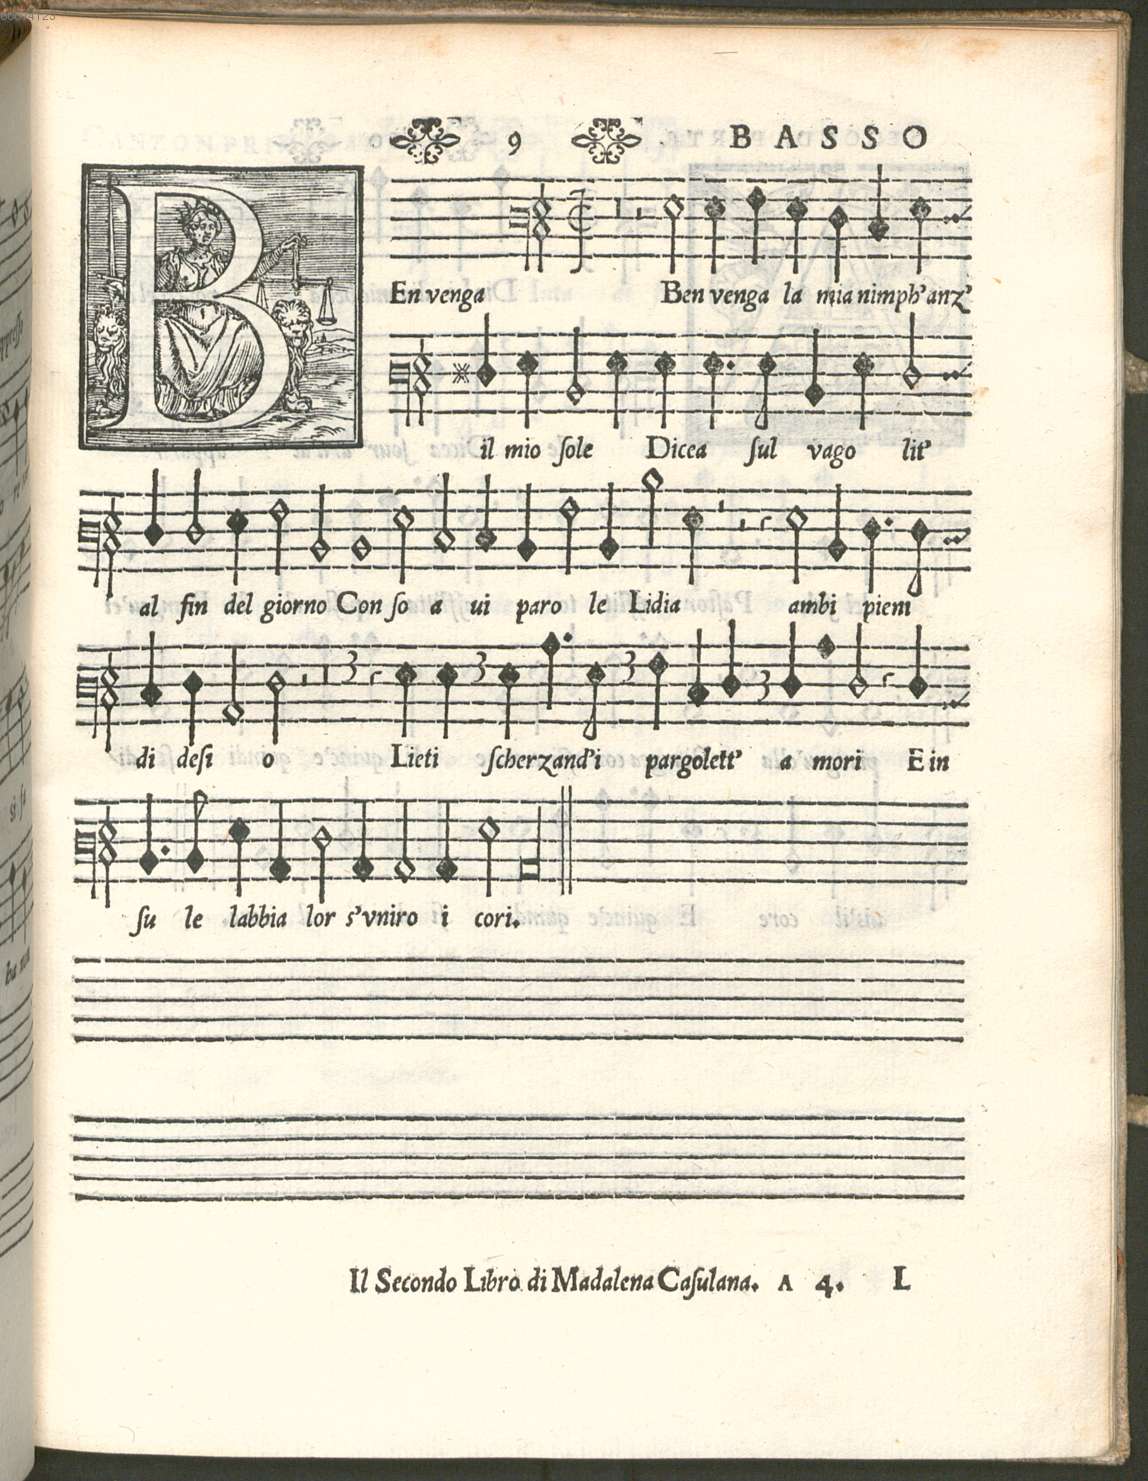 9 BASSO
BEn venga Ben venga la mia nimph'anz'
il mio ſole Dicea ſul vago lit'
al fin del giorno Con ſo a ui paro le Lidia ambi pieni
di deſi o Lieti ſcherzand'i pargolett' a mori E in
ſu le labbia lor s'vniro i cori.
Il Secondo Libro di Madalena Caſulana. A 4. L